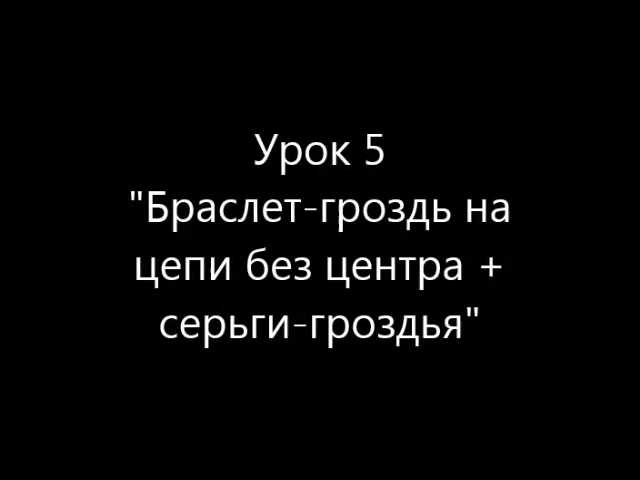 Урок 5
"Браслет-гроздь на
цепи без центра +
серьги-гроздья"